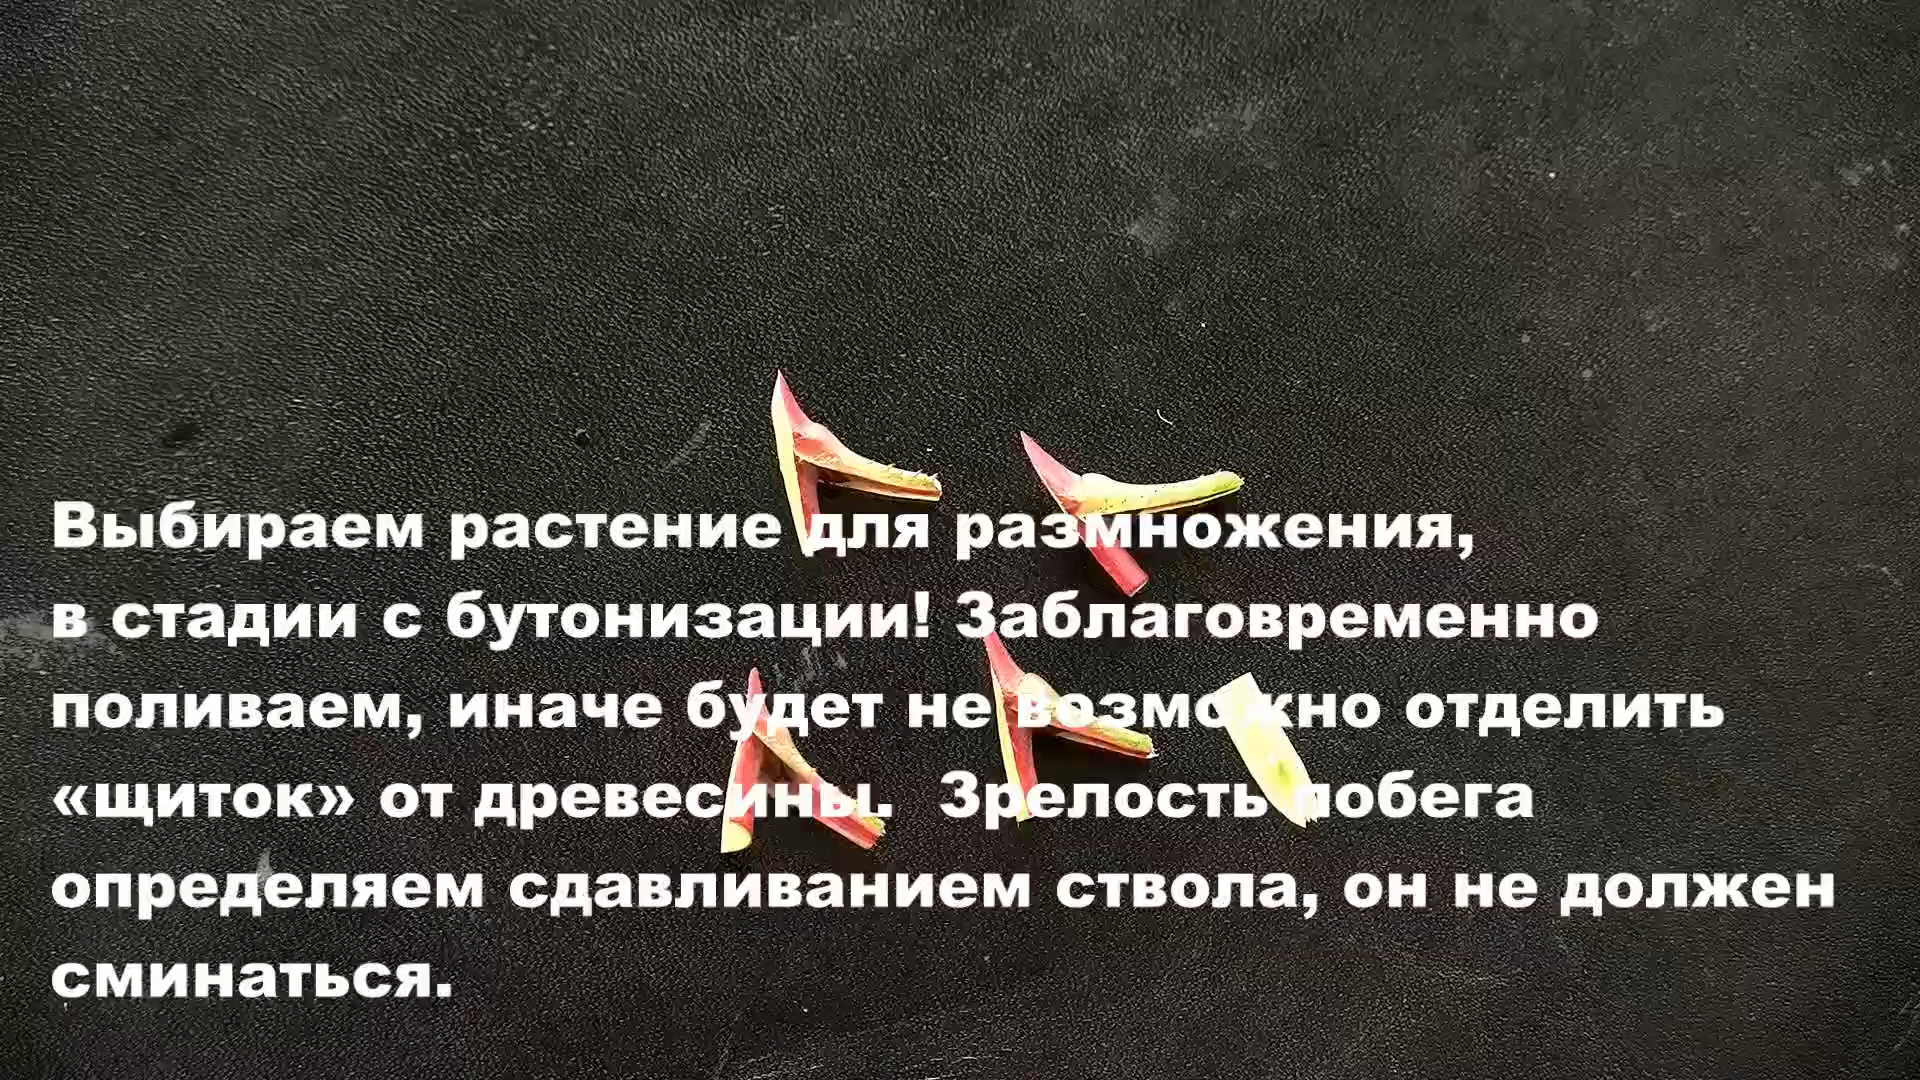 Выбираем растение для размножения,
в стадии с бутонизации! Заблаговременно
поливаем, иначе будет не возможно отделить
«щиток» от древесины. Зрелость побега
определяем сдавливанием ствола, он не должен
сминаться.